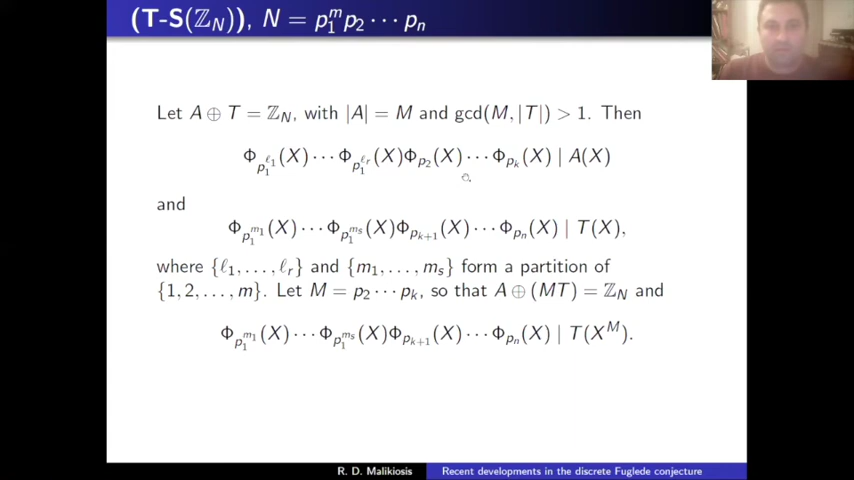 (T-S(ℤ_N)), N = p_1^m p_2 ⋯ p_n
Let A ⊕ T = ℤ_N, with |A| = M and gcd(M, |T|) > 1. Then
Φ_{p_1^{ℓ_1}}(X) ⋯ Φ_{p_1^{ℓ_r}}(X)Φ_{p_2}(X) ⋯ Φ_{p_k}(X) | A(X)
and
Φ_{p_1^{m_1}}(X) ⋯ Φ_{p_1^{m_s}}(X)Φ_{p_{k+1}}(X) ⋯ Φ_{p_n}(X) | T(X),
where {ℓ_1, …, ℓ_r} and {m_1, …, m_s} form a partition of
{1, 2, …, m}. Let M = p_2 ⋯ p_k, so that A ⊕ (MT) = ℤ_N and
Φ_{p_1^{m_1}}(X) ⋯ Φ_{p_1^{m_s}}(X)Φ_{p_{k+1}}(X) ⋯ Φ_{p_n}(X) | T(X^M).
R. D. Malikiosis Recent developments in the discrete Fuglede conjecture